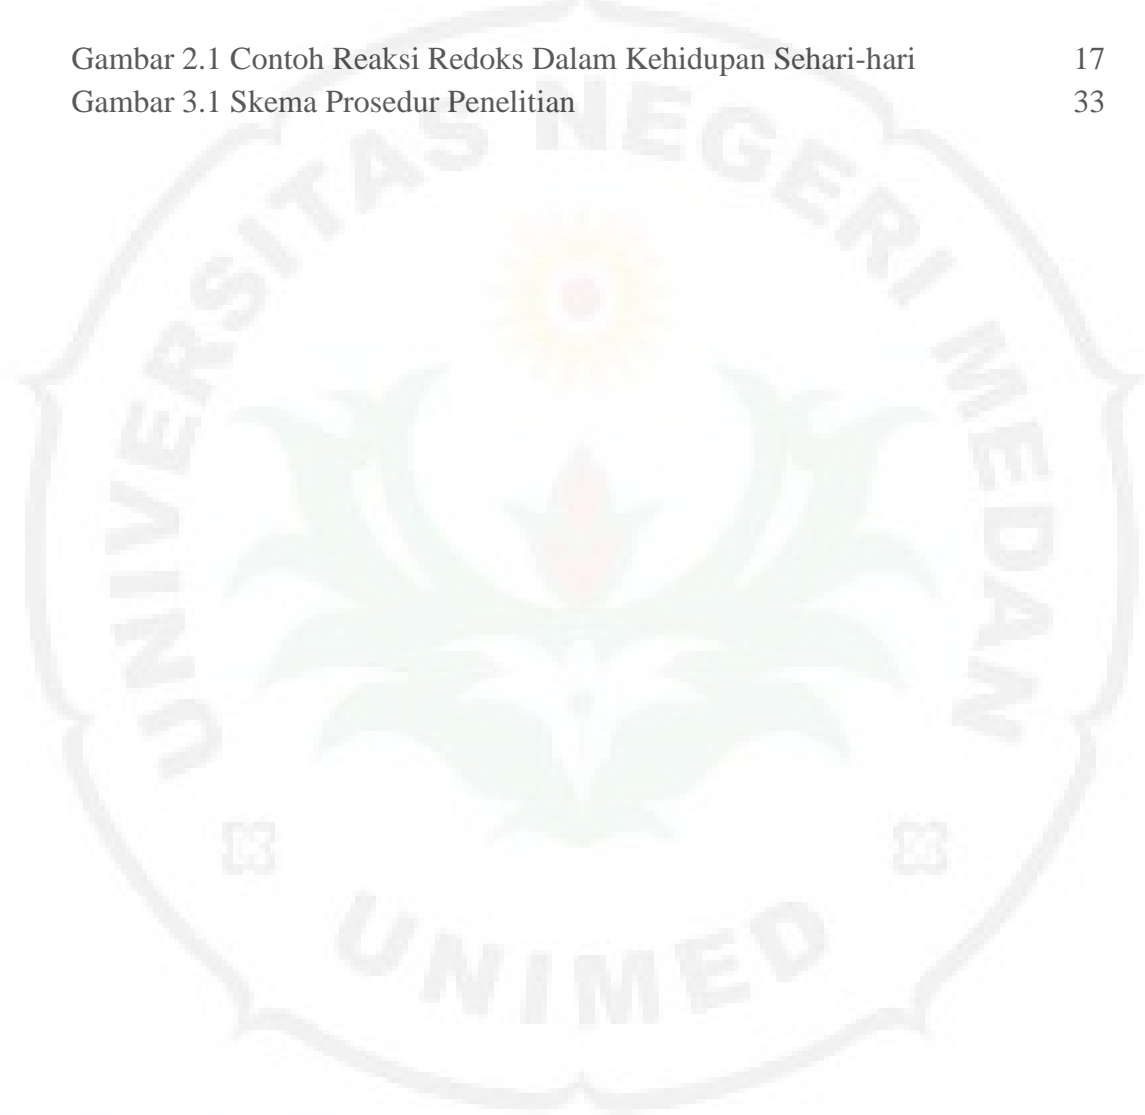 Gambar 2.1 Contoh Reaksi Redoks Dalam Kehidupan Sehari-hari 17
Gambar 3.1 Skema Prosedur Penelitian 33
UNIVERSITAS NEGERI MEDAN
UNIMED